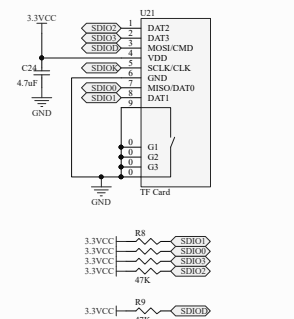 U21
3.3VCC
SDIO2 1 DAT2
SDIO3 2 DAT3
SDIOD 3 MOSI/CMD
4 VDD
C24 SDIOK 5 SCLK/CLK
4.7uF 6 GND
SDIO0 7 MISO/DAT0
SDIO1 8 DAT1
GND 9
0 G1
0 G2
0 G3
0
TF Card
GND
R8
3.3VCC SDIO1
3.3VCC SDIO0
3.3VCC SDIO3
3.3VCC SDIO2
47K
R9
3.3VCC SDIOD
47K